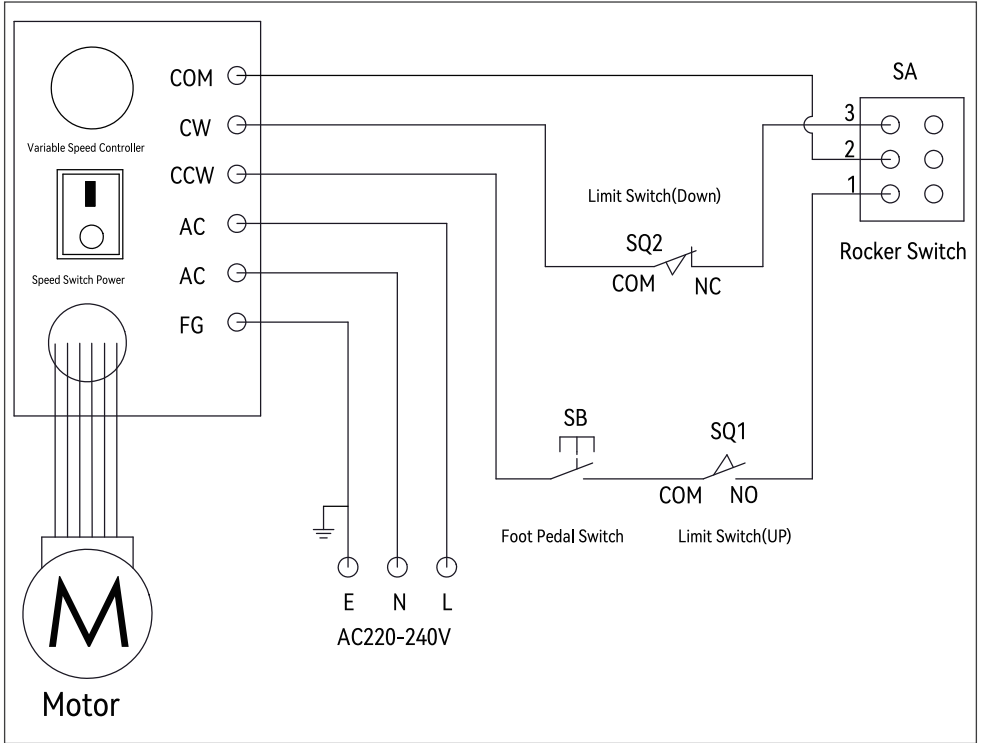 COM
CW
CCW
AC
AC
FG
Variable Speed Controller
Speed Switch Power
M
Motor
E N L
AC220-240V
Limit Switch(Down)
SQ2
COM NC
SB
Foot Pedal Switch
SQ1
COM NO
Limit Switch(UP)
SA
3
2
1
Rocker Switch